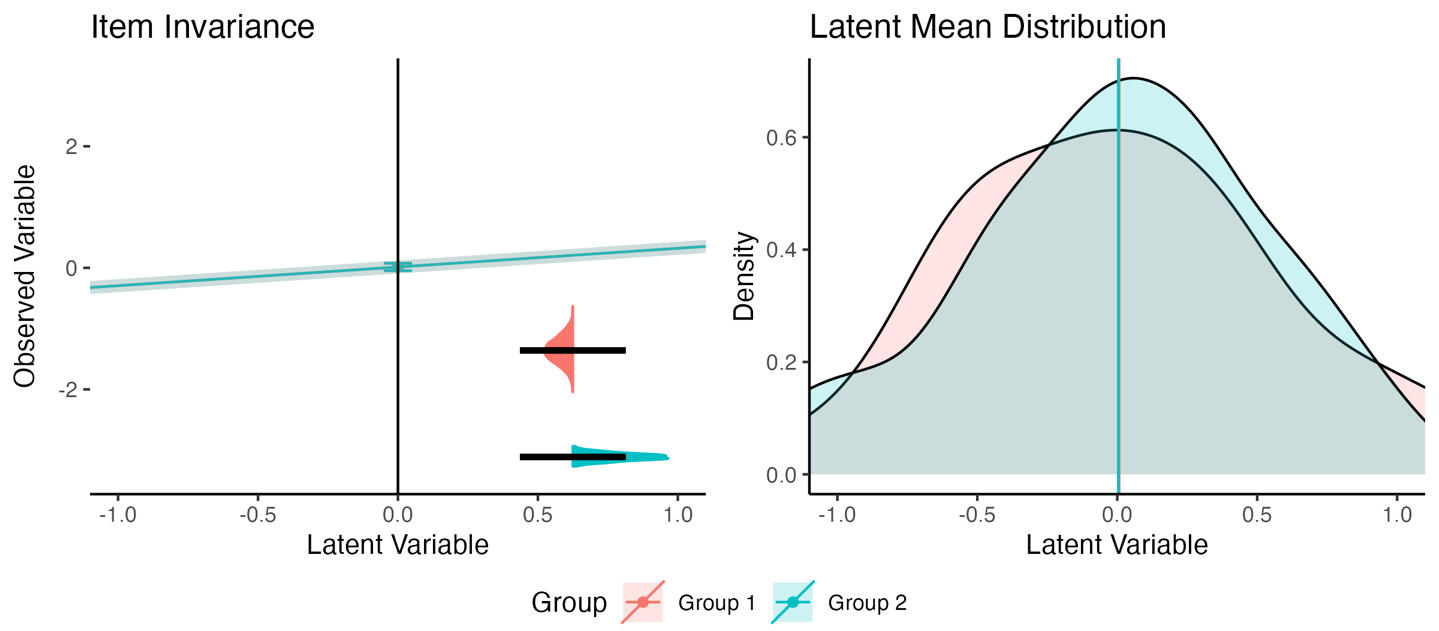 Item Invariance
Observed Variable
2
0
-2
-1.0
-0.5
0.0
0.5
1.0
Latent Variable
Latent Mean Distribution
Density
0.6
0.4
0.2
0.0
-1.0
-0.5
0.0
0.5
1.0
Latent Variable
Group
Group 1
Group 2